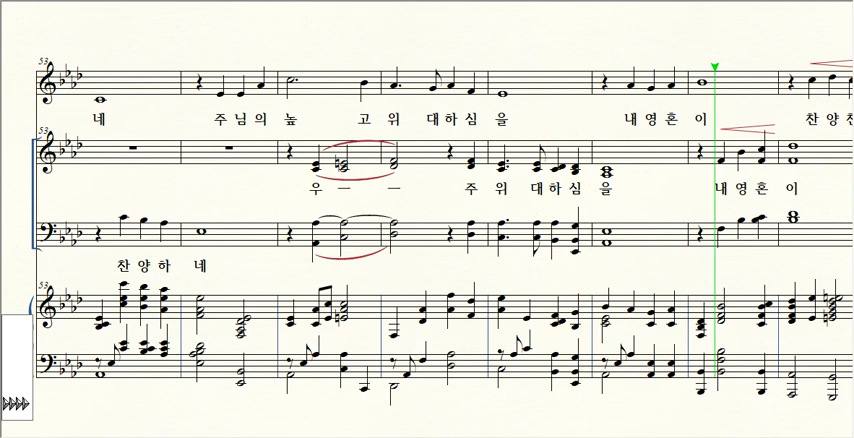 53
네 주 님 의 높 고 위 대 하 심 을 내 영 혼 이 찬 양 찬
53
우 — — 주 위 대 하 심 을 내 영 혼 이
찬 양 하 네
53